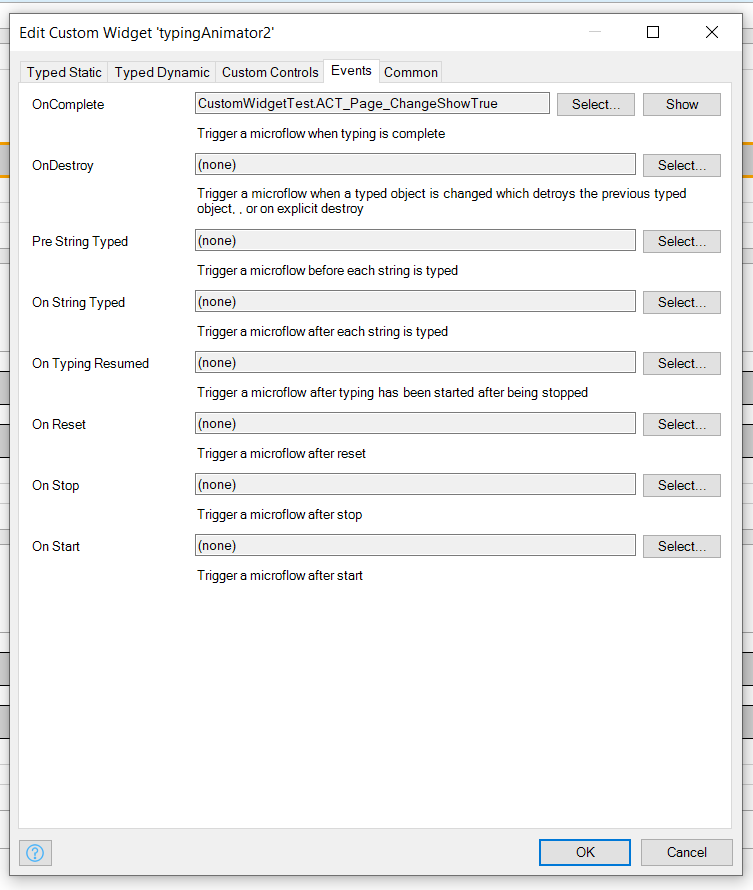 Edit Custom Widget 'typingAnimator2'
Typed Static Typed Dynamic Custom Controls Events Common
OnComplete CustomWidgetTest.ACT_Page_ChangeShowTrue Select... Show
Trigger a microflow when typing is complete
OnDestroy (none) Select...
Trigger a microflow when a typed object is changed which detroys the previous typed
object, , or on explicit destroy
Pre String Typed (none) Select...
Trigger a microflow before each string is typed
On String Typed (none) Select...
Trigger a microflow after each string is typed
On Typing Resumed (none) Select...
Trigger a microflow after typing has been started after being stopped
On Reset (none) Select...
Trigger a microflow after reset
On Stop (none) Select...
Trigger a microflow after stop
On Start (none) Select...
Trigger a microflow after start
? OK Cancel